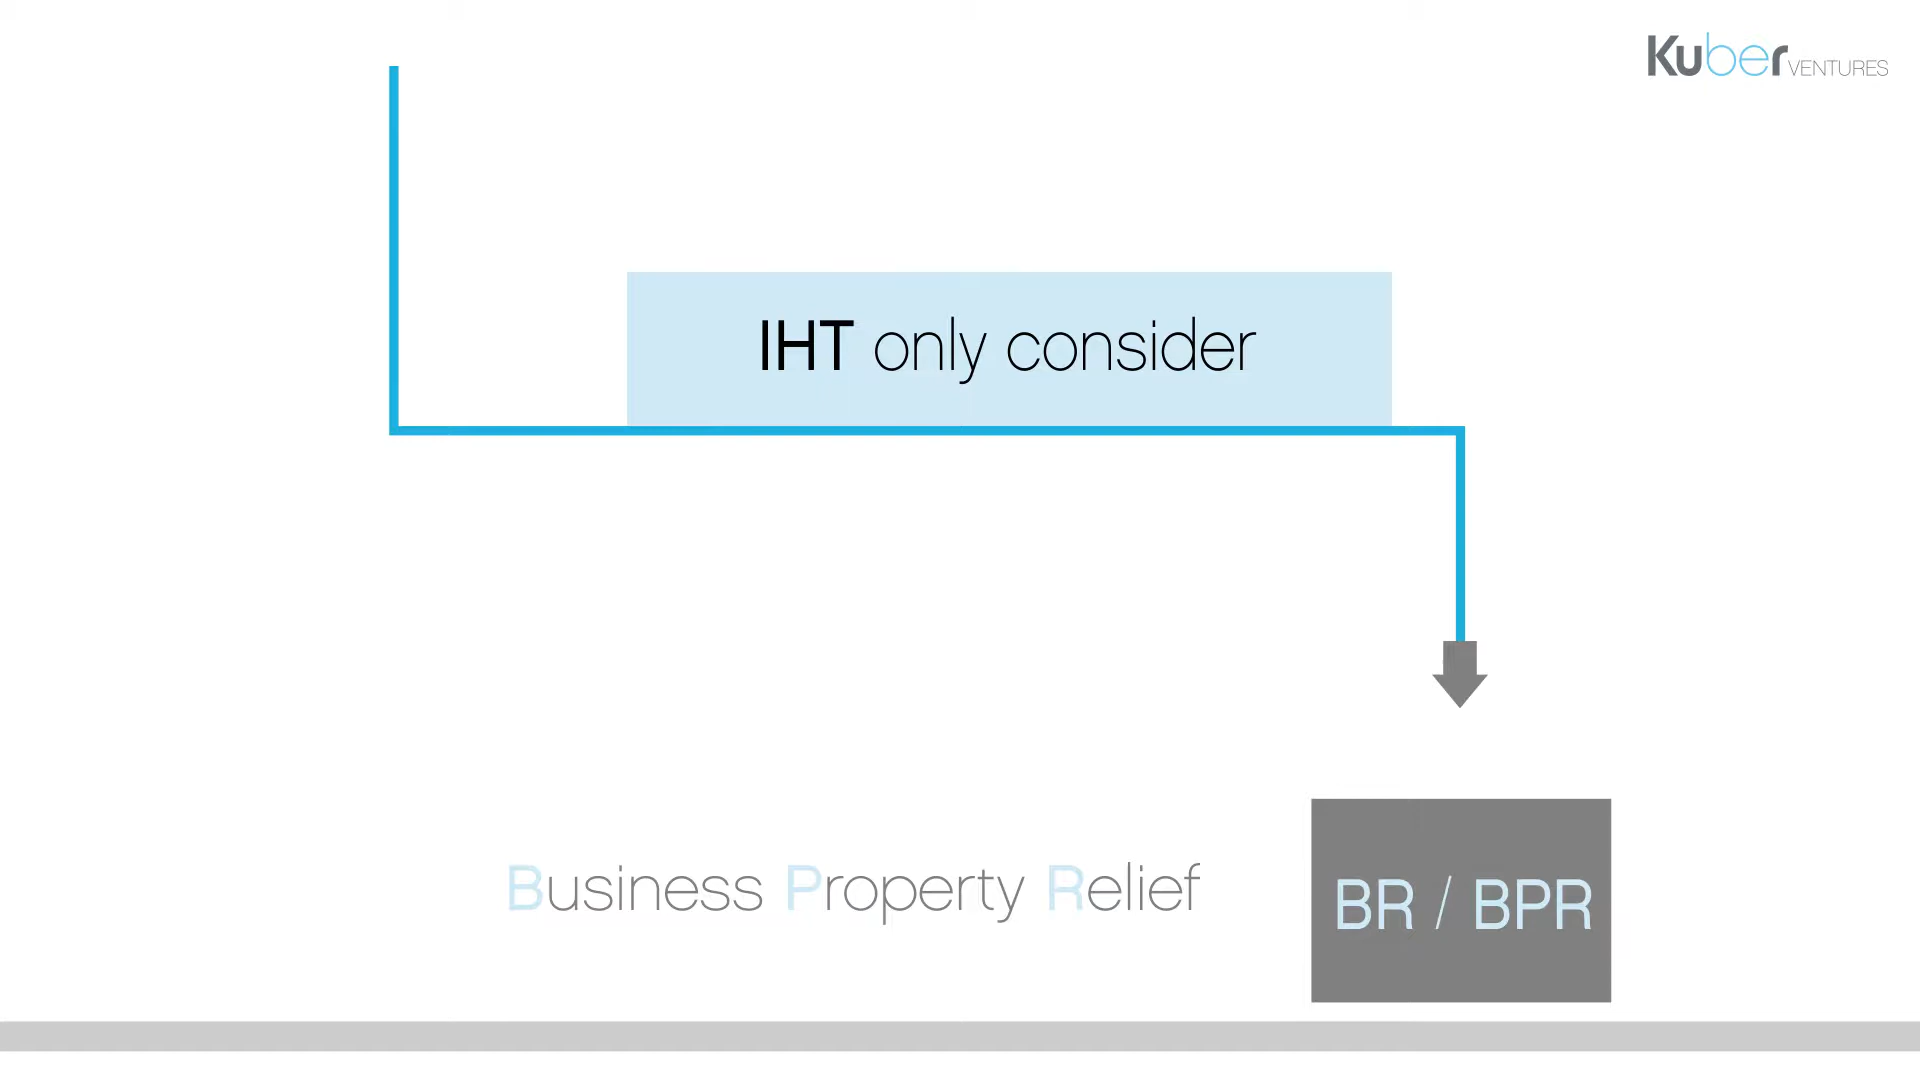 Kuber VENTURES
IHT only consider
Business Property Relief
BR / BPR